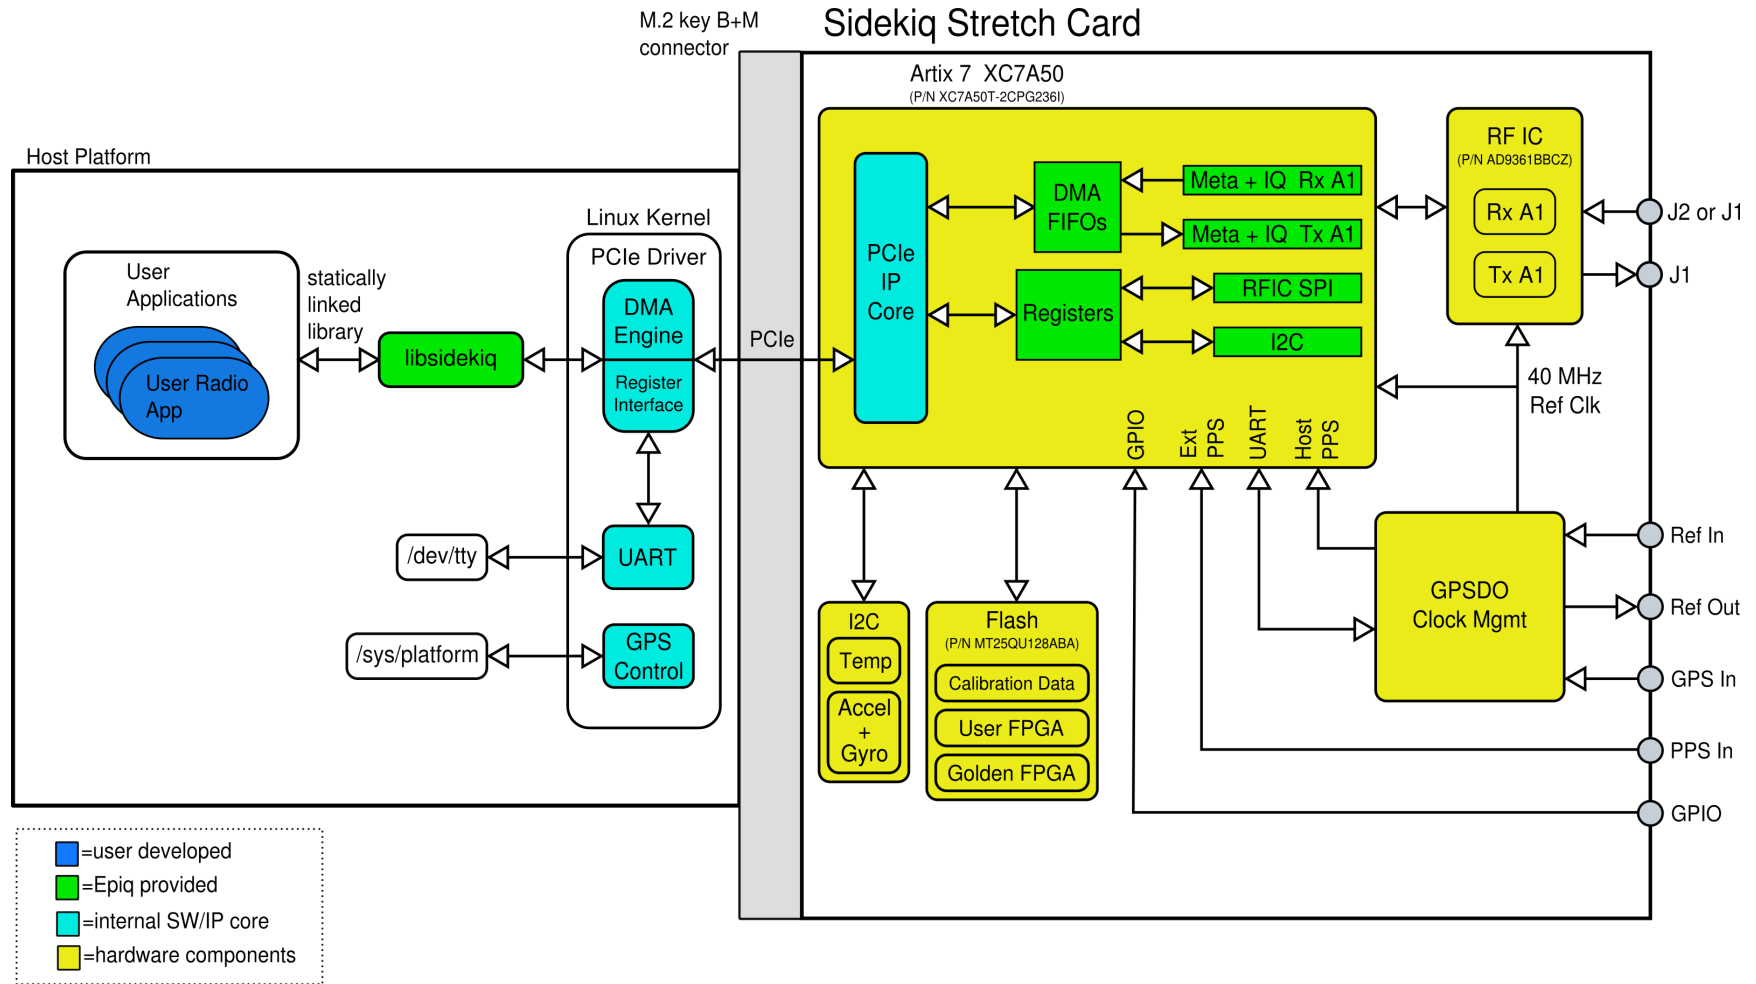 M.2 key B+M
connector
Sidekiq Stretch Card
Host Platform
User
Applications
User Radio
App
statically
linked
library
libsidekiq
Linux Kernel
PCIe Driver
DMA
Engine
Register
Interface
UART
GPS
Control
/dev/tty
/sys/platform
PCIe
Artix 7 XC7A50
(P/N XC7A50T-2CPG236I)
PCIe
IP
Core
DMA
FIFOs
Meta + IQ Rx A1
Meta + IQ Tx A1
Registers
RFIC SPI
I2C
GPIO
Ext
PPS
UART
Host
PPS
RF IC
(P/N AD9361BBCZ)
Rx A1
Tx A1
J2 or J1
J1
40 MHz
Ref Clk
I2C
Temp
Accel
+
Gyro
Flash
(P/N MT25QU128ABA)
Calibration Data
User FPGA
Golden FPGA
GPSDO
Clock Mgmt
Ref In
Ref Out
GPS In
PPS In
GPIO
=user developed
=Epiq provided
=internal SW/IP core
=hardware components